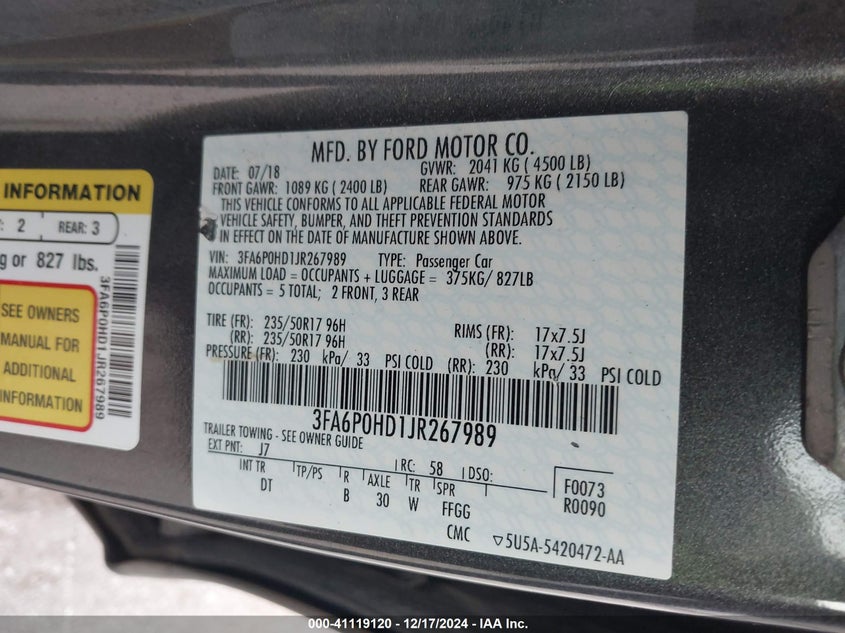 INFORMATION
2 REAR: 3
g or 827 lbs.
SEE OWNERS
MANUAL FOR
ADDITIONAL
INFORMATION
3FA6P0HD1JR267989
MFD. BY FORD MOTOR CO.
DATE: 07/18 GVWR: 2041 KG ( 4500 LB)
FRONT GAWR: 1089 KG ( 2400 LB) REAR GAWR: 975 KG ( 2150 LB)
THIS VEHICLE CONFORMS TO ALL APPLICABLE FEDERAL MOTOR
VEHICLE SAFETY, BUMPER, AND THEFT PREVENTION STANDARDS
IN EFFECT ON THE DATE OF MANUFACTURE SHOWN ABOVE.
VIN: 3FA6P0HD1JR267989 TYPE: Passenger Car
MAXIMUM LOAD = OCCUPANTS + LUGGAGE = 375KG/ 827LB
OCCUPANTS = 5 TOTAL; 2 FRONT, 3 REAR
TIRE (FR): 235/50R17 96H RIMS (FR): 17x7.5J
(RR): 235/50R17 96H (RR): 17x7.5J
PRESSURE (FR): 230 kPa/ 33 PSI COLD (RR): 230 kPa/ 33 PSI COLD
3FA6P0HD1JR267989
TRAILER TOWING - SEE OWNER GUIDE
EXT PNT: J7 RC: 58 DSO:
INT TR TP/PS R AXLE TR SPR F0073
DT B 30 W FFGG R0090
CMC ▽5U5A-5420472-AA
000-41119120 - 12/17/2024 - IAA Inc.